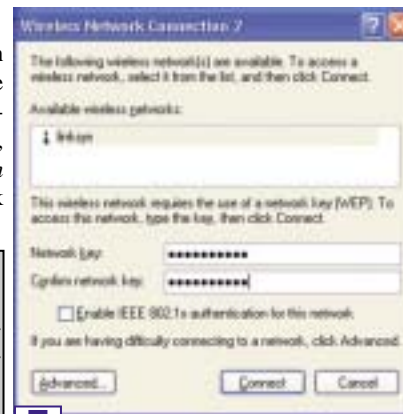 Wireless Network Connection 2
The following wireless network(s) are available. To access a
wireless network, select it from the list, and then click Connect.
Available wireless networks:
linksys
This wireless network requires the use of a network key (WEP). To
access this network, type the key, then click Connect.
Network key:
Confirm network key:
Enable IEEE 802.1x authentication for this network
If you are having difficulty connecting to a network, click Advanced.
Advanced...
Connect
Cancel